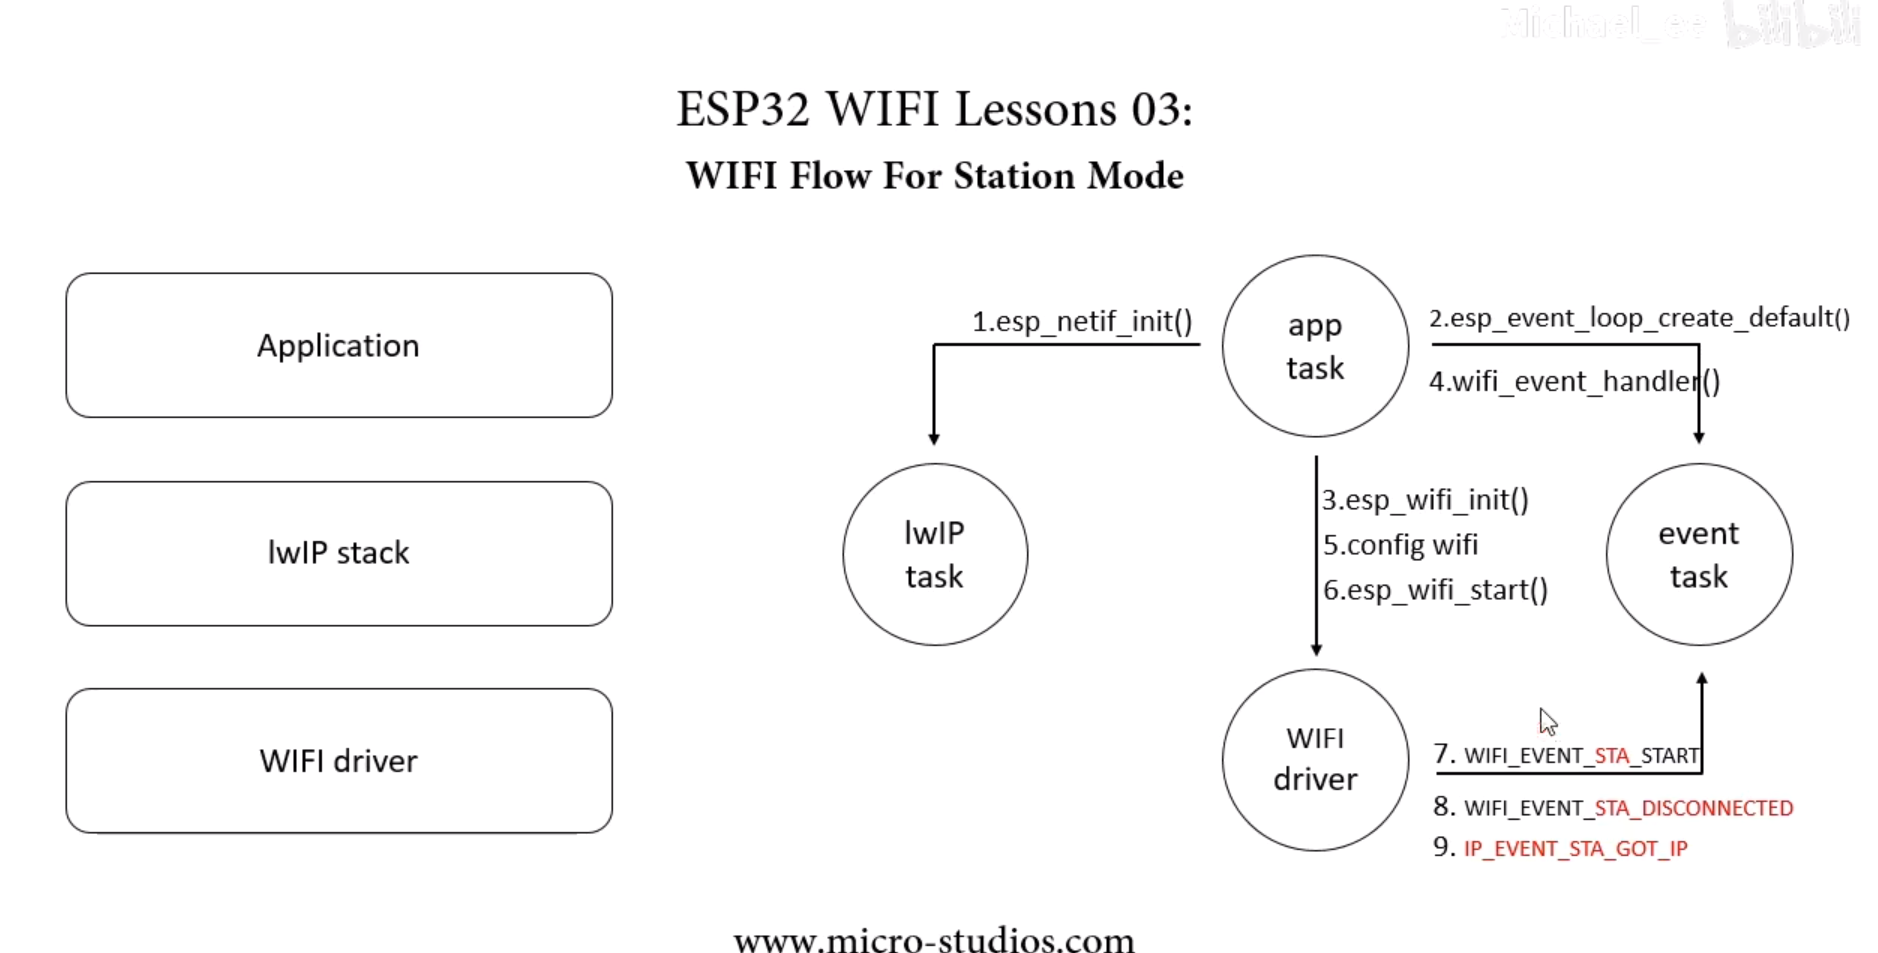 Michael_ee bilibili
ESP32 WIFI Lessons 03:
WIFI Flow For Station Mode
Application
lwIP stack
WIFI driver
1.esp_netif_init()
app
task
2.esp_event_loop_create_default()
4.wifi_event_handler()
lwIP
task
3.esp_wifi_init()
5.config wifi
6.esp_wifi_start()
event
task
WIFI
driver
7. WIFI_EVENT_STA_START
8. WIFI_EVENT_STA_DISCONNECTED
9. IP_EVENT_STA_GOT_IP
www.micro-studios.com